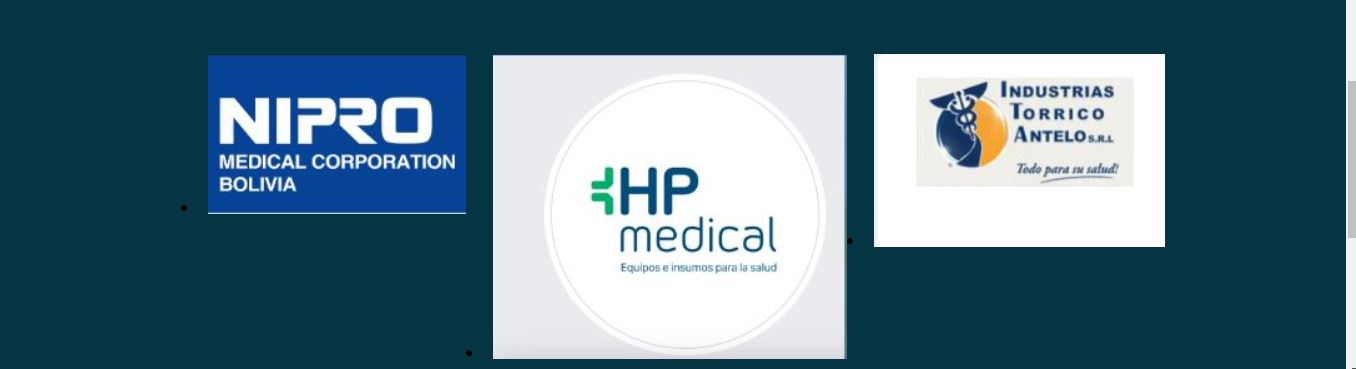 NIPRO
MEDICAL CORPORATION
BOLIVIA
HP
medical
Equipos e insumos para la salud
INDUSTRIAS
TORRICO
ANTELO S.R.L
Todo para su salud!